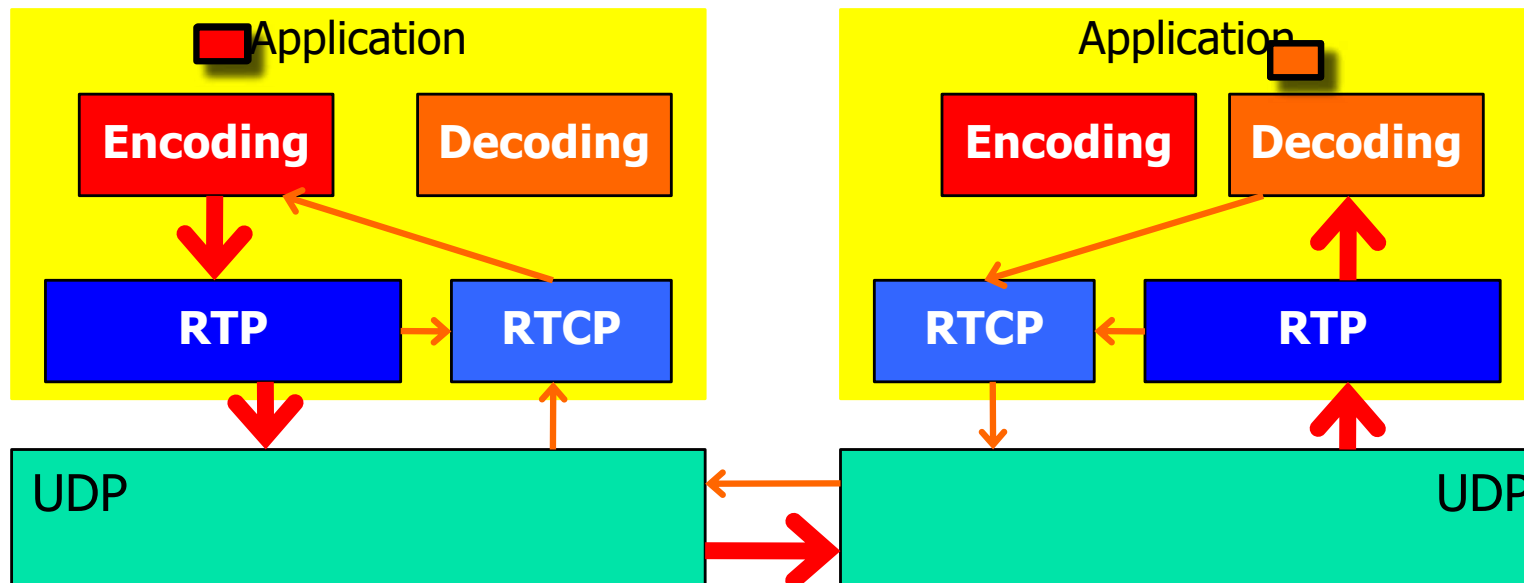 Application
Encoding
Decoding
RTP
RTCP
UDP
Application
Encoding
Decoding
RTCP
RTP
UDP